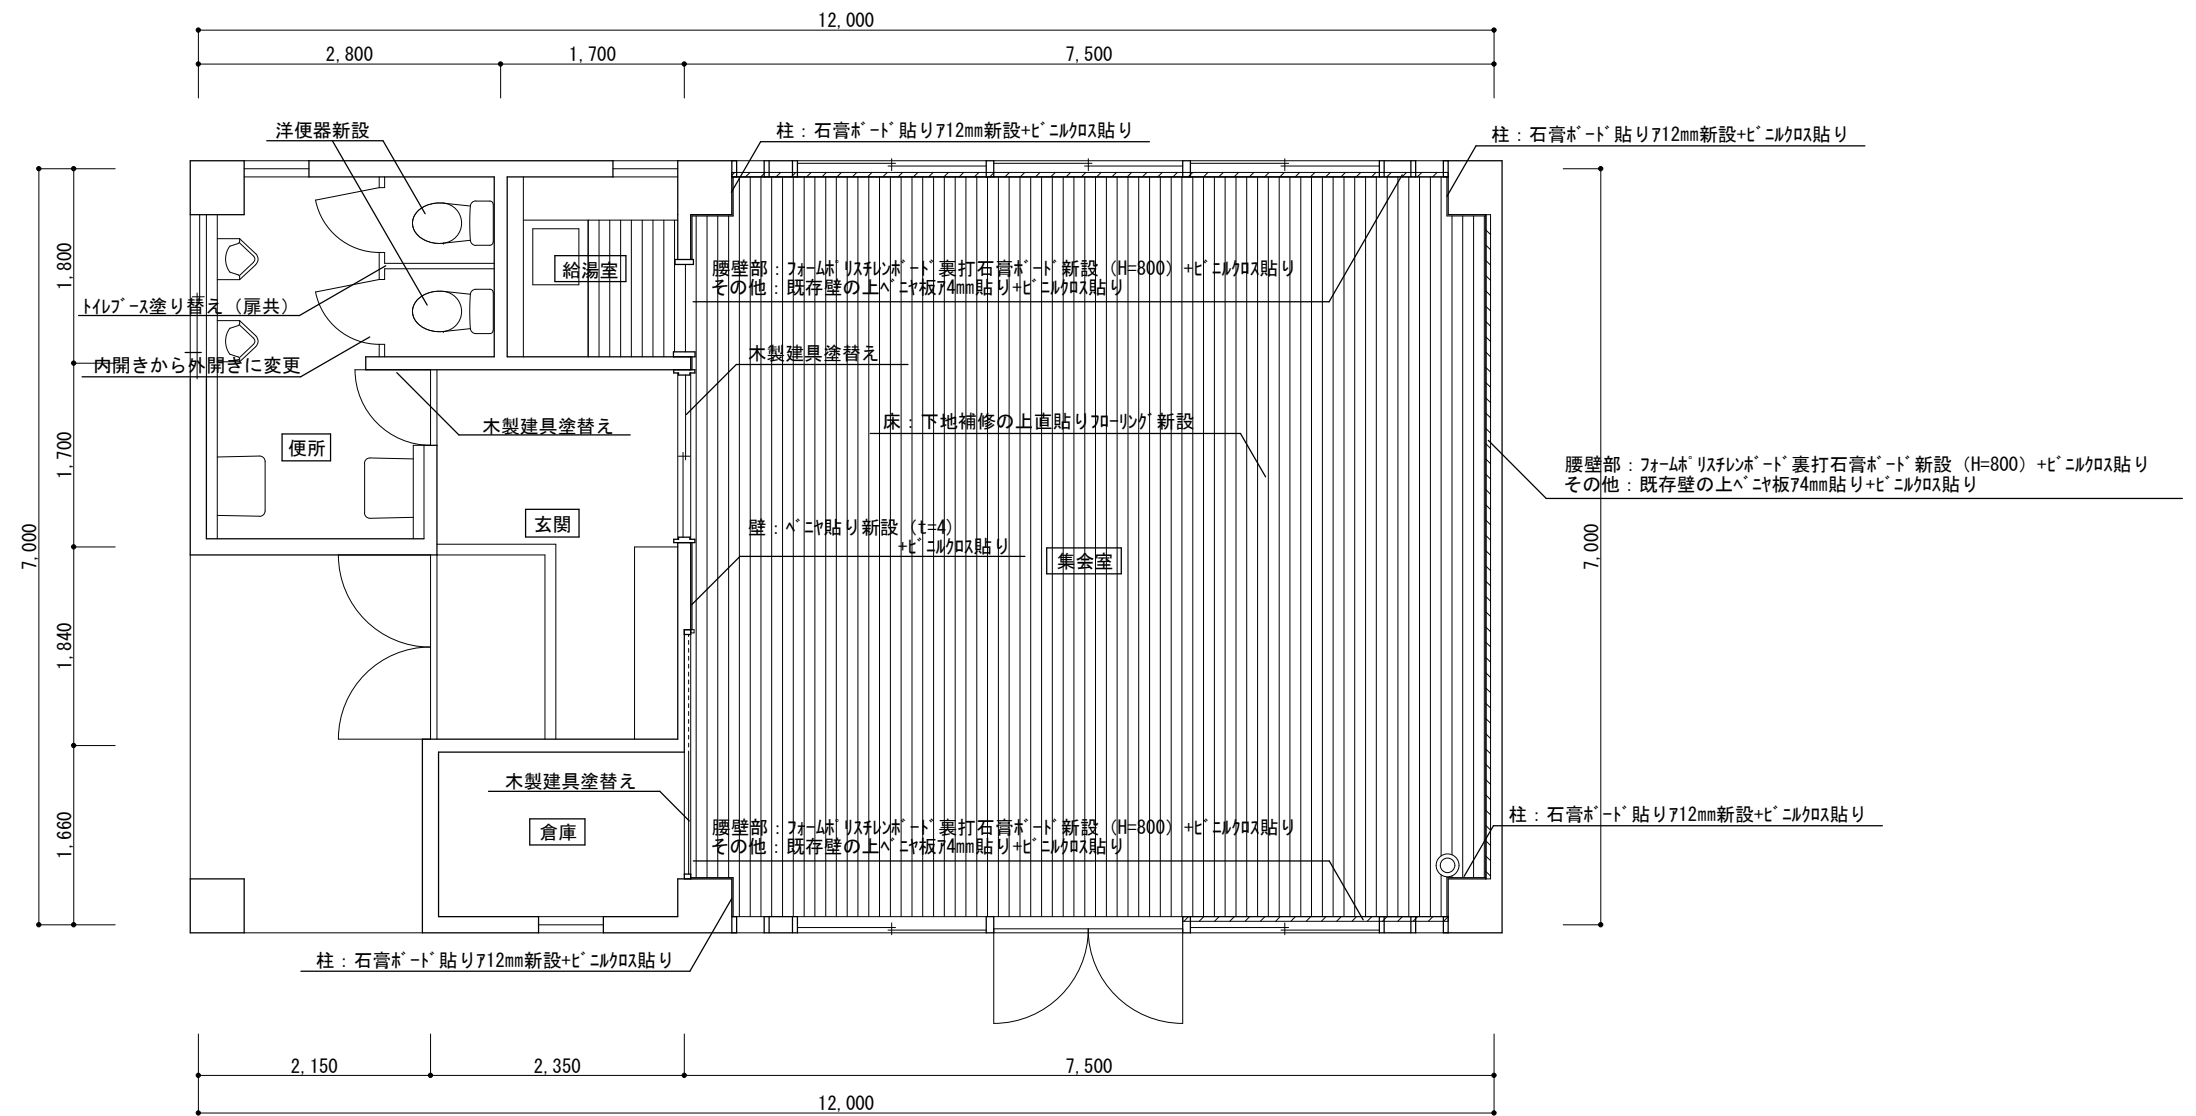 12,000
2,800
1,700
7,500
洋便器新設
柱：石膏ﾎﾞｰﾄﾞ貼りｱ12mm新設+ﾋﾞﾆﾙｸﾛｽ貼り
柱：石膏ﾎﾞｰﾄﾞ貼りｱ12mm新設+ﾋﾞﾆﾙｸﾛｽ貼り
1,800
給湯室
腰壁部：ﾌｫｰﾑﾎﾟﾘｽﾁﾚﾝﾎﾞｰﾄﾞ裏打石膏ﾎﾞｰﾄﾞ新設（H=800）+ﾋﾞﾆﾙｸﾛｽ貼り
その他：既存壁の上ﾍﾞﾆﾔ板ｱ4mm貼り+ﾋﾞﾆﾙｸﾛｽ貼り
ﾄｲﾚﾌﾞｰｽ塗り替え（扉共）
内開きから外開きに変更
木製建具塗替え
木製建具塗替え
床：下地補修の上直貼りﾌﾛｰﾘﾝｸﾞ新設
便所
1,700
腰壁部：ﾌｫｰﾑﾎﾟﾘｽﾁﾚﾝﾎﾞｰﾄﾞ裏打石膏ﾎﾞｰﾄﾞ新設（H=800）+ﾋﾞﾆﾙｸﾛｽ貼り
その他：既存壁の上ﾍﾞﾆﾔ板ｱ4mm貼り+ﾋﾞﾆﾙｸﾛｽ貼り
玄関
壁：ﾍﾞﾆﾔ貼り新設（t=4）
+ﾋﾞﾆﾙｸﾛｽ貼り
集会室
7,000
7,000
1,840
木製建具塗替え
倉庫
1,660
腰壁部：ﾌｫｰﾑﾎﾟﾘｽﾁﾚﾝﾎﾞｰﾄﾞ裏打石膏ﾎﾞｰﾄﾞ新設（H=800）+ﾋﾞﾆﾙｸﾛｽ貼り
その他：既存壁の上ﾍﾞﾆﾔ板ｱ4mm貼り+ﾋﾞﾆﾙｸﾛｽ貼り
柱：石膏ﾎﾞｰﾄﾞ貼りｱ12mm新設+ﾋﾞﾆﾙｸﾛｽ貼り
柱：石膏ﾎﾞｰﾄﾞ貼りｱ12mm新設+ﾋﾞﾆﾙｸﾛｽ貼り
2,150
2,350
7,500
12,000